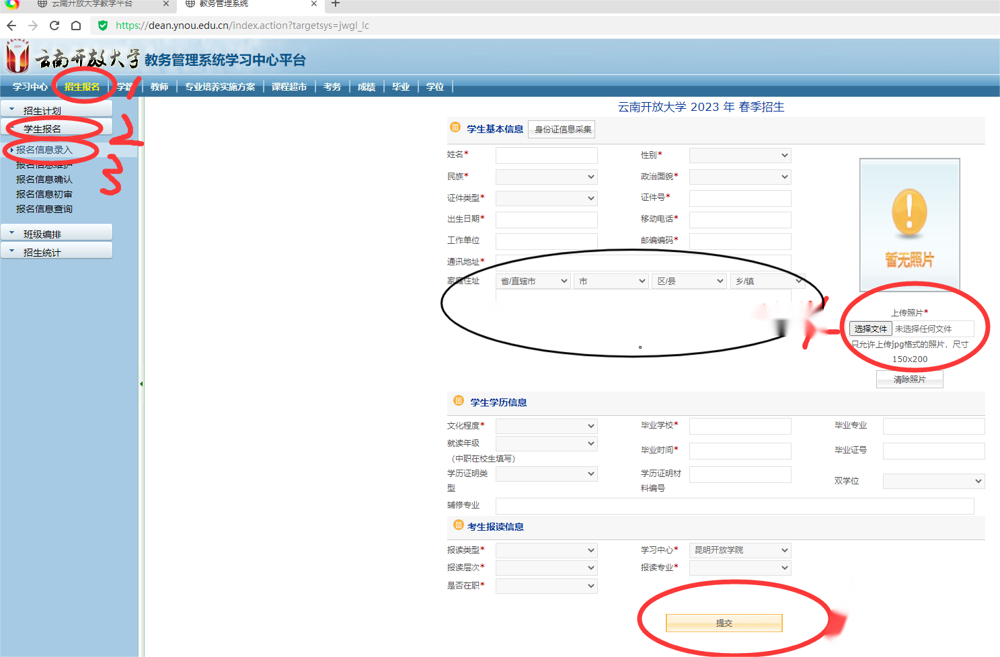 云南开放大学教学平台
教务管理系统
https://dean.ynou.edu.cn/index.action?targetsys=jwgl_lc
云南开放大学 教务管理系统学习中心平台
学习中心 招生报名 学籍 教师 专业培养实施方案 课程超市 考务 成绩 毕业 学位
1
招生计划
学生报名
2
报名信息录入
3
报名信息维护
报名信息确认
报名信息初审
报名信息查询
班级编排
招生统计
云南开放大学 2023 年 春季招生
学生基本信息 身份证信息采集
姓名* 性别*
民族* 政治面貌*
证件类型* 证件号*
出生日期* 移动电话*
工作单位 邮编编码*
通讯地址*
家庭住址 省/直辖市 市 区/县 乡/镇
暂无照片
上传照片*
选择文件 未选择任何文件
只允许上传jpg格式的照片，尺寸
150x200
清除照片
学生学历信息
文化程度* 毕业学校* 毕业专业
就读年级
（中职在校生填写） 毕业时间* 毕业证号
学历证明类
型 学历证明材
料编号 双学位
辅修专业
考生报读信息
报读类型* 学习中心* 昆明开放学院
报读层次* 报读专业*
是否在职*
提交